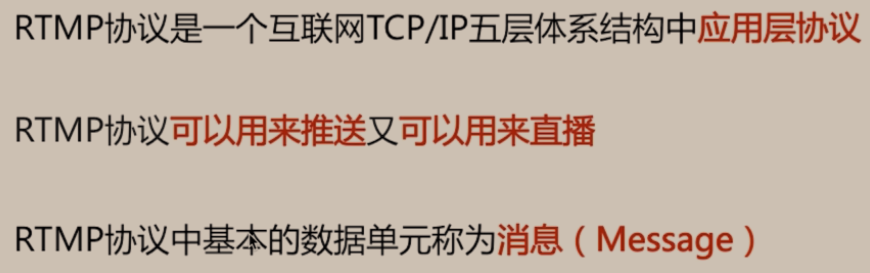 RTMP协议是一个互联网TCP/IP五层体系结构中应用层协议
RTMP协议可以用来推送又可以用来直播
RTMP协议中基本的数据单元称为消息（Message）